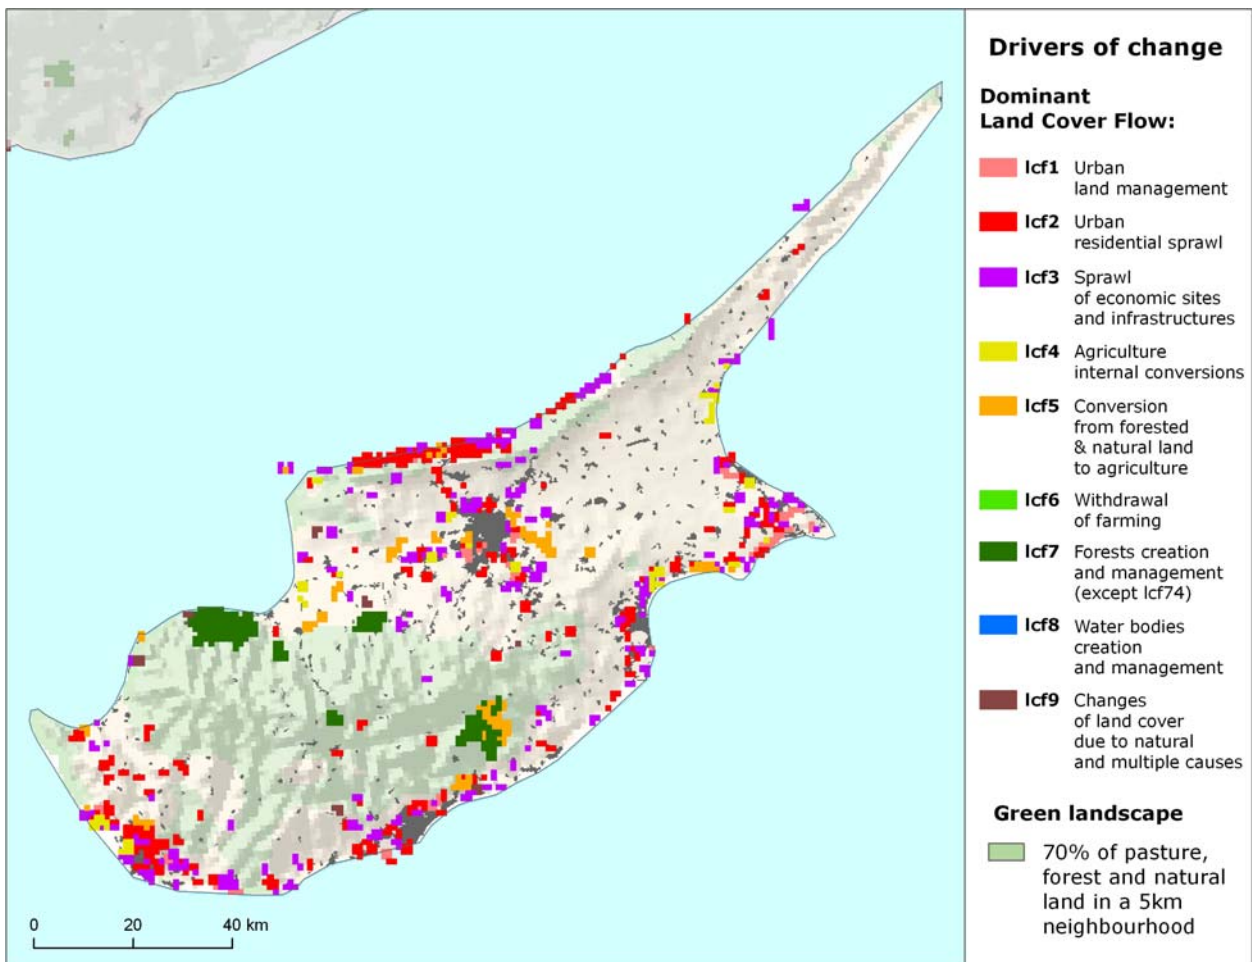 Drivers of change
Dominant
Land Cover Flow:
lcf1 Urban
land management
lcf2 Urban
residential sprawl
lcf3 Sprawl
of economic sites
and infrastructures
lcf4 Agriculture
internal conversions
lcf5 Conversion
from forested
& natural land
to agriculture
lcf6 Withdrawal
of farming
lcf7 Forests creation
and management
(except lcf74)
lcf8 Water bodies
creation
and management
lcf9 Changes
of land cover
due to natural
and multiple causes
Green landscape
70% of pasture,
forest and natural
land in a 5km
neighbourhood
0 20 40 km